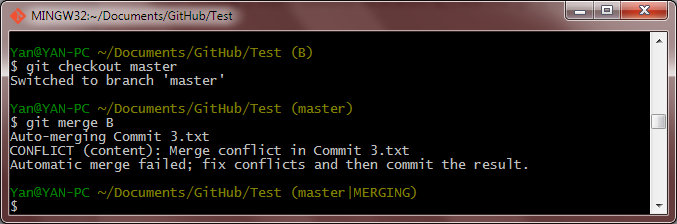 MINGW32:~/Documents/GitHub/Test
Yan@YAN-PC ~/Documents/GitHub/Test (B)
$ git checkout master
Switched to branch 'master'
Yan@YAN-PC ~/Documents/GitHub/Test (master)
$ git merge B
Auto-merging Commit 3.txt
CONFLICT (content): Merge conflict in Commit 3.txt
Automatic merge failed; fix conflicts and then commit the result.
Yan@YAN-PC ~/Documents/GitHub/Test (master|MERGING)
$